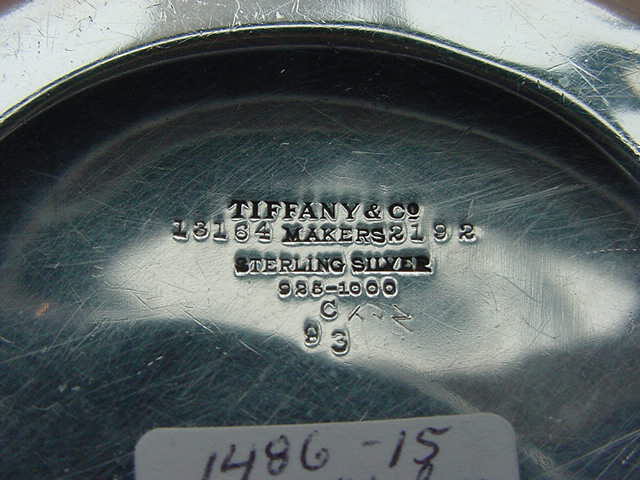 TIFFANY & Co
13164 MAKERS 2192
STERLING SILVER
925-1000
C
93
1486-15